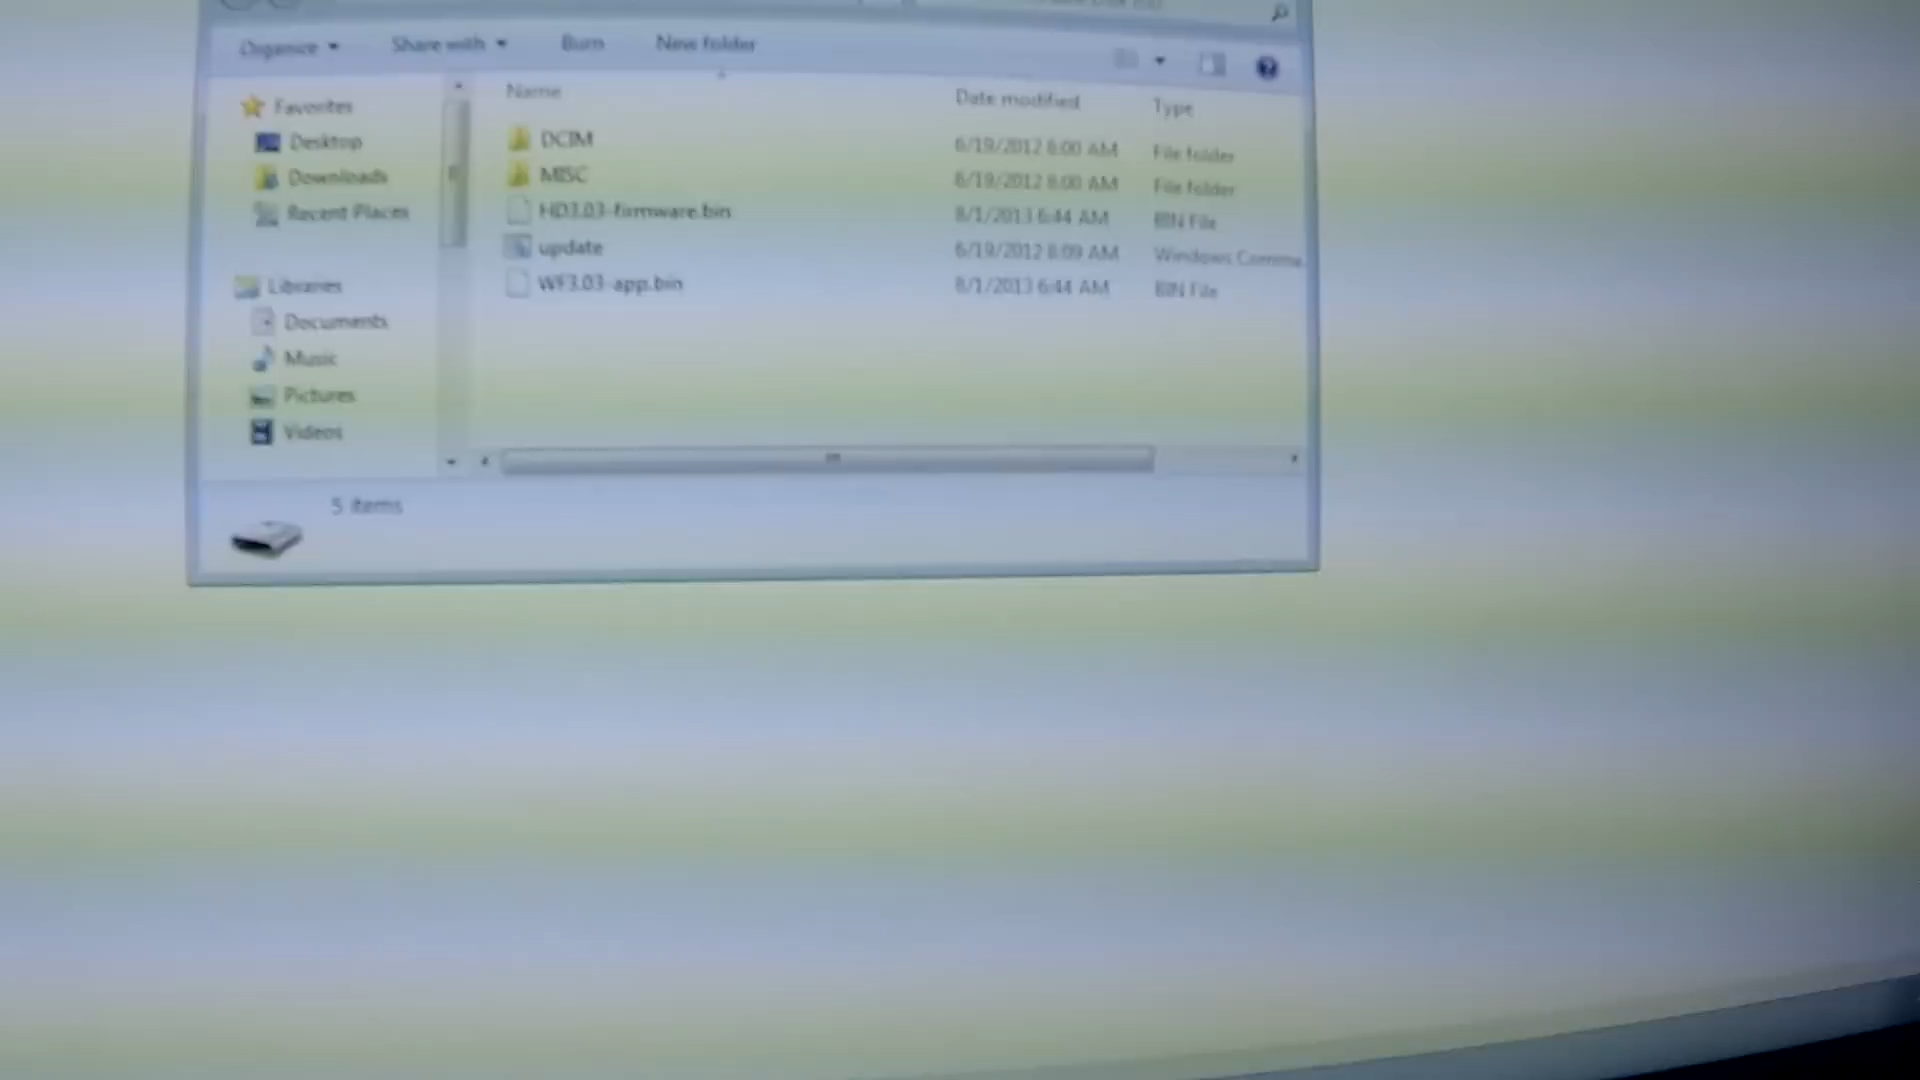 Organize Share with Burn New folder
Name Date modified Type
Favorites
Desktop
Downloads
Recent Places
Libraries
Documents
Music
Pictures
Videos
DCIM 6/19/2012 8:00 AM File folder
MISC 6/19/2012 8:00 AM File folder
HD3.03-firmware.bin 8/1/2013 6:44 AM BIN File
update 6/19/2012 8:09 AM Windows Comma
WF3.03-app.bin 8/1/2013 6:44 AM BIN File
5 items